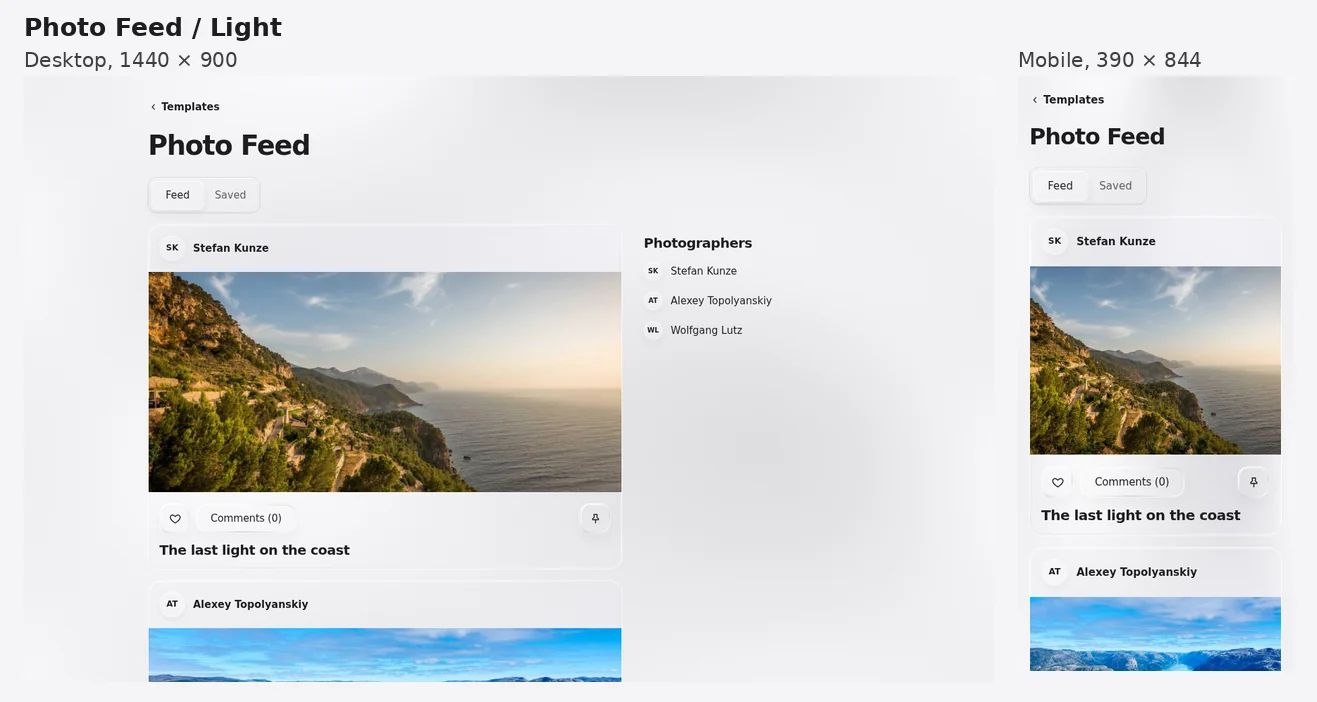 Photo Feed / Light
Desktop, 1440 × 900
‹ Templates
Photo Feed
Feed Saved
SK Stefan Kunze
Comments (0)
The last light on the coast
AT Alexey Topolyanskiy
Photographers
SK Stefan Kunze
AT Alexey Topolyanskiy
WL Wolfgang Lutz
Mobile, 390 × 844
‹ Templates
Photo Feed
Feed Saved
SK Stefan Kunze
Comments (0)
The last light on the coast
AT Alexey Topolyanskiy